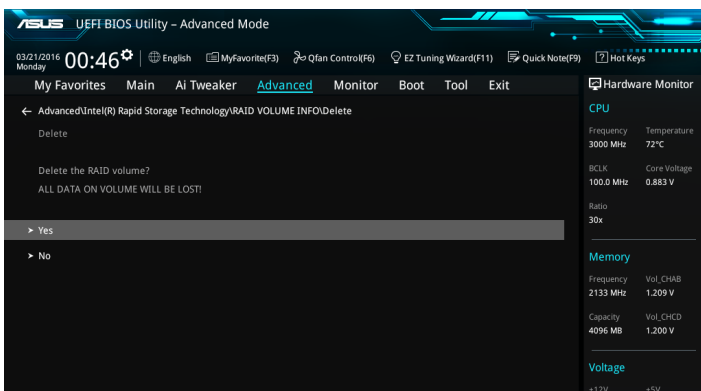 ASUS UEFI BIOS Utility – Advanced Mode
03/21/2016 Monday 00:46 English MyFavorite(F3) Qfan Control(F6) EZ Tuning Wizard(F11) Quick Note(F9) ? Hot Keys
My Favorites Main Ai Tweaker Advanced Monitor Boot Tool Exit
← Advanced\Intel(R) Rapid Storage Technology\RAID VOLUME INFO\Delete
Delete
Delete the RAID volume?
ALL DATA ON VOLUME WILL BE LOST!
> Yes
> No
Hardware Monitor
CPU
Frequency Temperature
3000 MHz 72°C
BCLK Core Voltage
100.0 MHz 0.883 V
Ratio
30x
Memory
Frequency Vol_CHAB
2133 MHz 1.209 V
Capacity Vol_CHCD
4096 MB 1.200 V
Voltage
+12V +5V